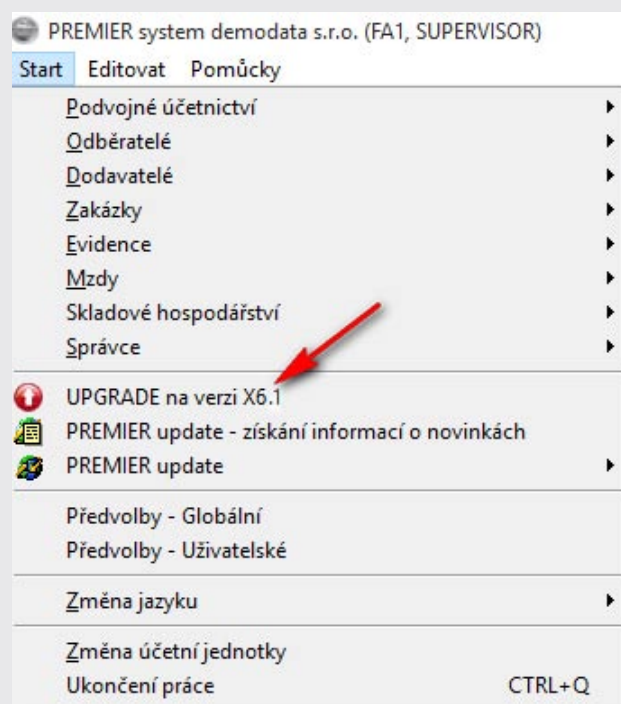 PREMIER system demodata s.r.o. (FA1, SUPERVISOR)
Start Editovat Pomůcky
Podvojné účetnictví
Odběratelé
Dodavatelé
Zakázky
Evidence
Mzdy
Skladové hospodářství
Správce
UPGRADE na verzi X6.1
PREMIER update - získání informací o novinkách
PREMIER update
Předvolby - Globální
Předvolby - Uživatelské
Změna jazyku
Změna účetní jednotky
Ukončení práce CTRL+Q